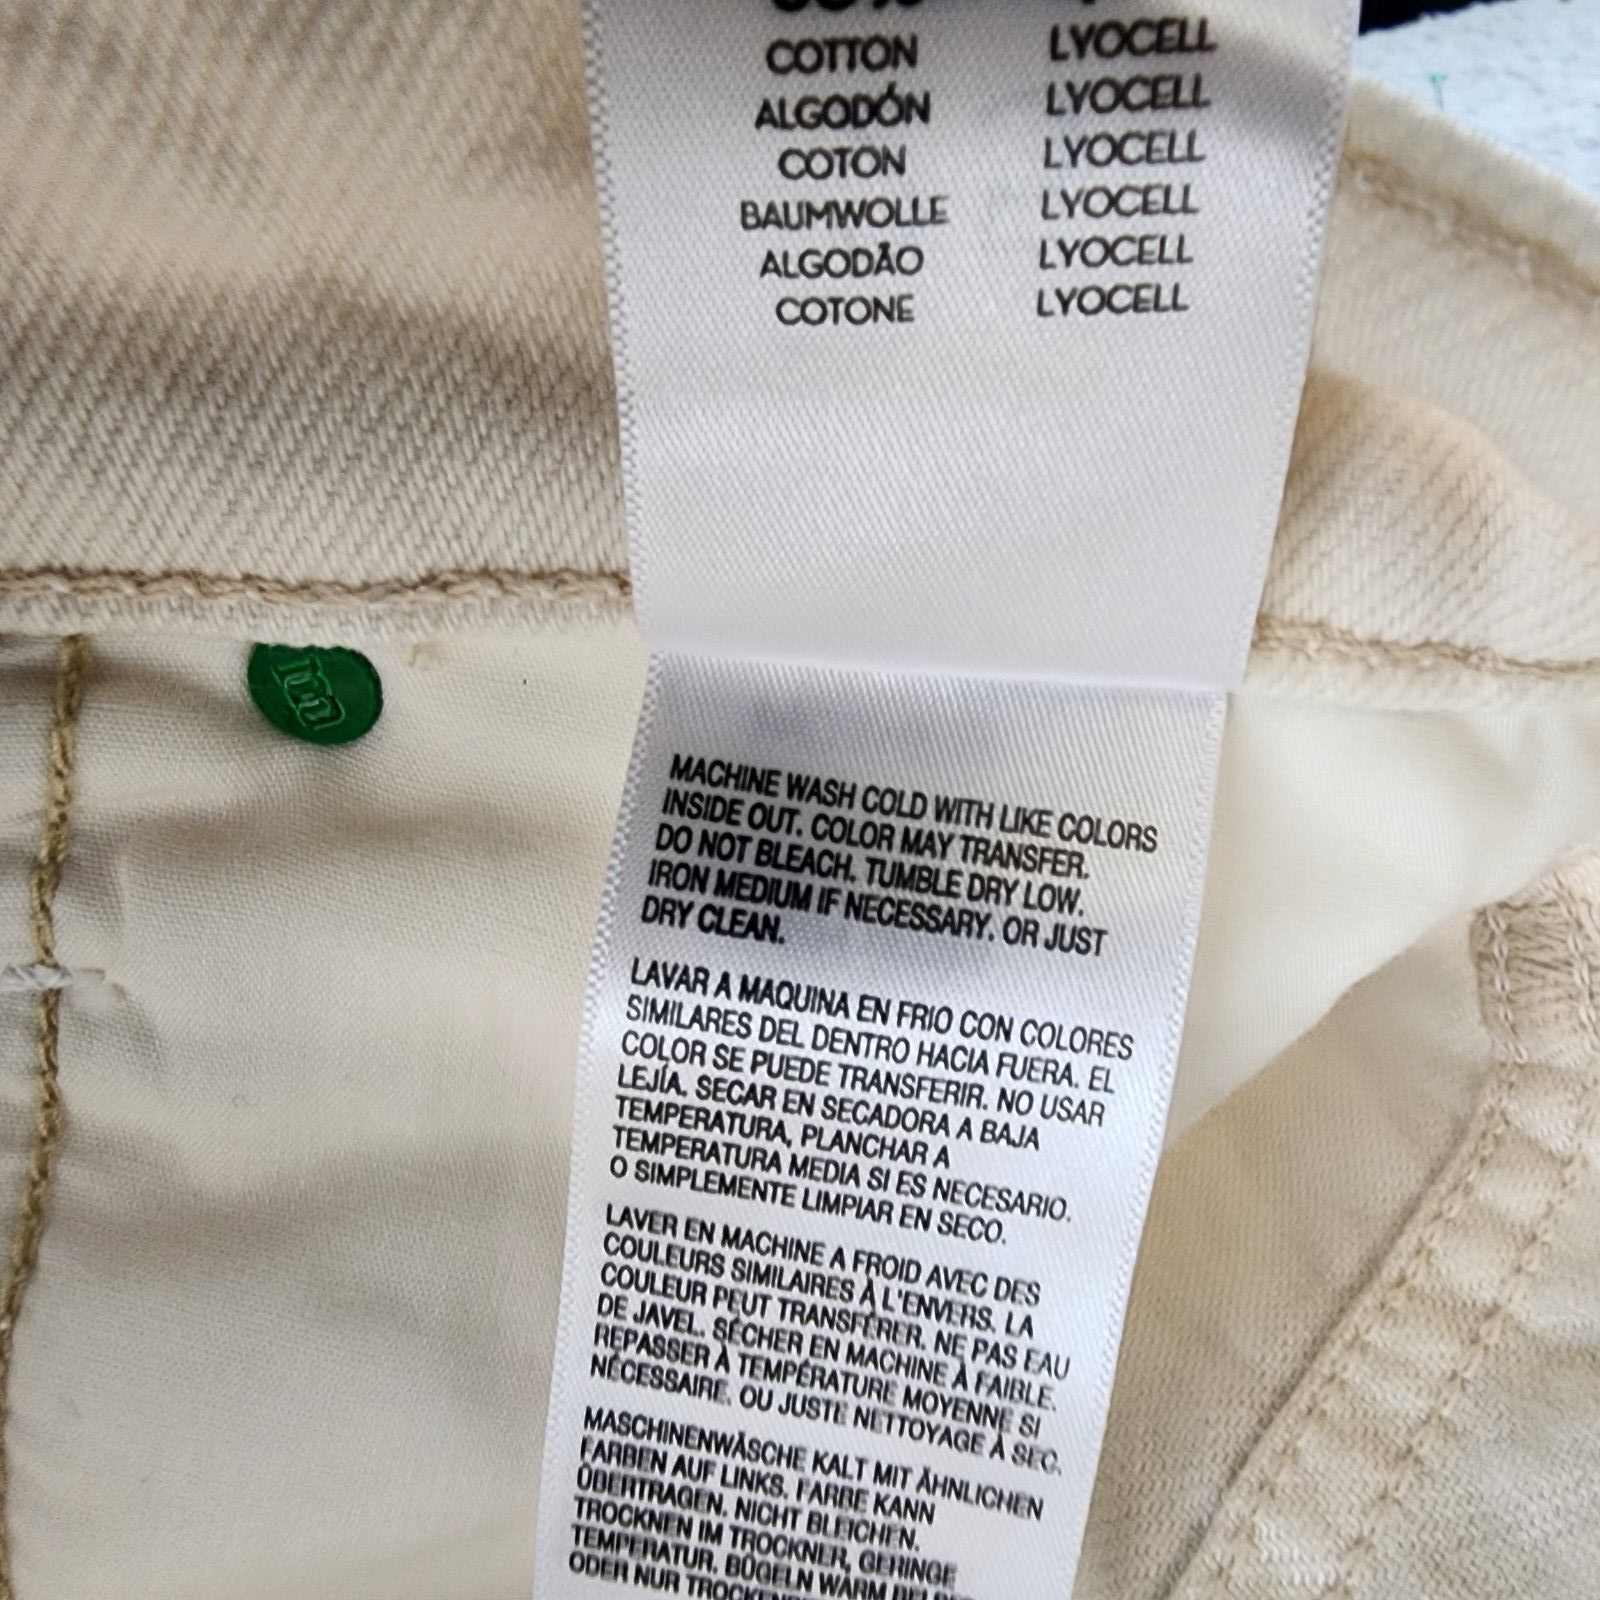 COTTON LYOCELL
ALGODÓN LYOCELL
COTON LYOCELL
BAUMWOLLE LYOCELL
ALGODÃO LYOCELL
COTONE LYOCELL
MACHINE WASH COLD WITH LIKE COLORS
INSIDE OUT. COLOR MAY TRANSFER.
DO NOT BLEACH. TUMBLE DRY LOW.
IRON MEDIUM IF NECESSARY. OR JUST
DRY CLEAN.
LAVAR A MAQUINA EN FRIO CON COLORES
SIMILARES DEL DENTRO HACIA FUERA. EL
COLOR SE PUEDE TRANSFERIR. NO USAR
LEJÍA. SECAR EN SECADORA A BAJA
TEMPERATURA, PLANCHAR A
TEMPERATURA MEDIA SI ES NECESARIO.
O SIMPLEMENTE LIMPIAR EN SECO.
LAVER EN MACHINE A FROID AVEC DES
COULEURS SIMILAIRES À L'ENVERS. LA
COULEUR PEUT TRANSFÉRER. NE PAS EAU
DE JAVEL. SÉCHER EN MACHINE À FAIBLE.
REPASSER À TEMPÉRATURE MOYENNE SI
NÉCESSAIRE. OU JUSTE NETTOYAGE À SEC.
MASCHINENWÄSCHE KALT MIT ÄHNLICHEN
FARBEN AUF LINKS. FARBE KANN
ÜBERTRAGEN. NICHT BLEICHEN.
TROCKNEN IM TROCKNER, GERINGE
TEMPERATUR. BÜGELN WARM
ODER NUR